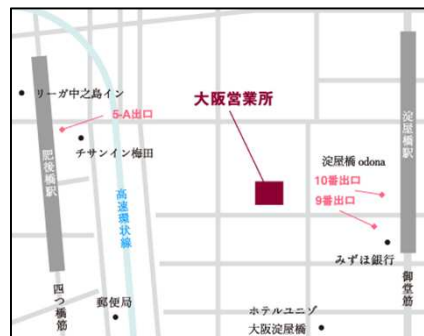 リーガ中之島イン
5-A出口
チサンイン梅田
肥後橋駅
高速環状線
四つ橋筋
郵便局
大阪営業所
淀屋橋駅
淀屋橋 odona
10番出口
9番出口
みずほ銀行
御堂筋
ホテルユニゾ
大阪淀屋橋